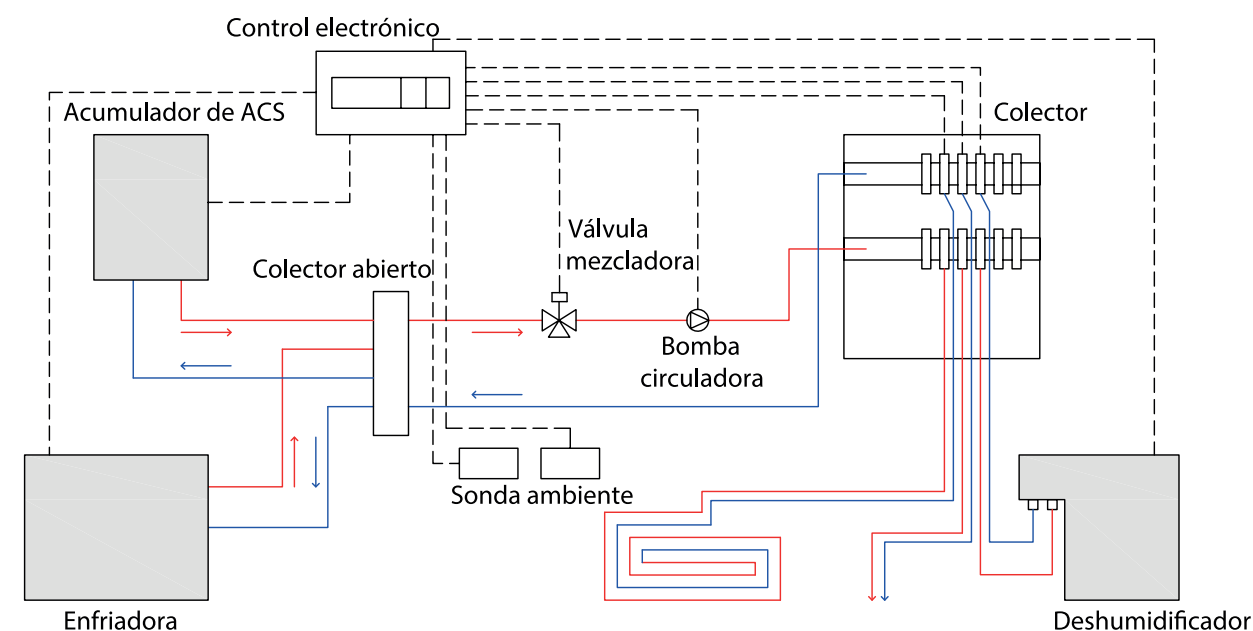 Control electrónico
Acumulador de ACS
Colector
Válvula
mezcladora
Colector abierto
Bomba
circuladora
Sonda ambiente
Enfriadora
Deshumidificador